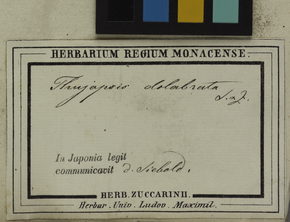 HERBARIUM REGIUM MONACENSE.
Thujopsis dolabrata
S. & Z.
In Japonia legit
communicavit d. Siebold.
HERB. ZUCCARINII.
Herbar. Univ. Ludov. Maximil.